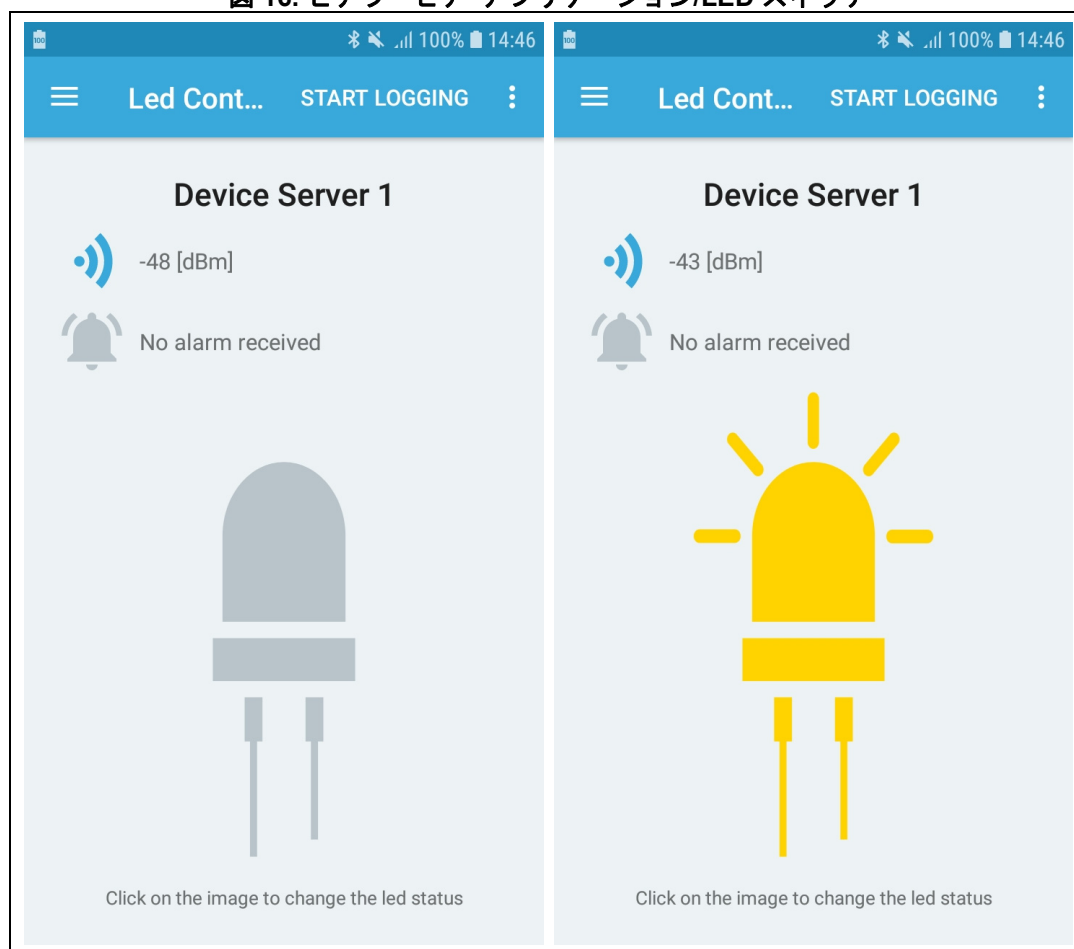 100% 14:46
Led Cont... START LOGGING
Device Server 1
-48 [dBm]
No alarm received
Click on the image to change the led status
100% 14:46
Led Cont... START LOGGING
Device Server 1
-43 [dBm]
No alarm received
Click on the image to change the led status